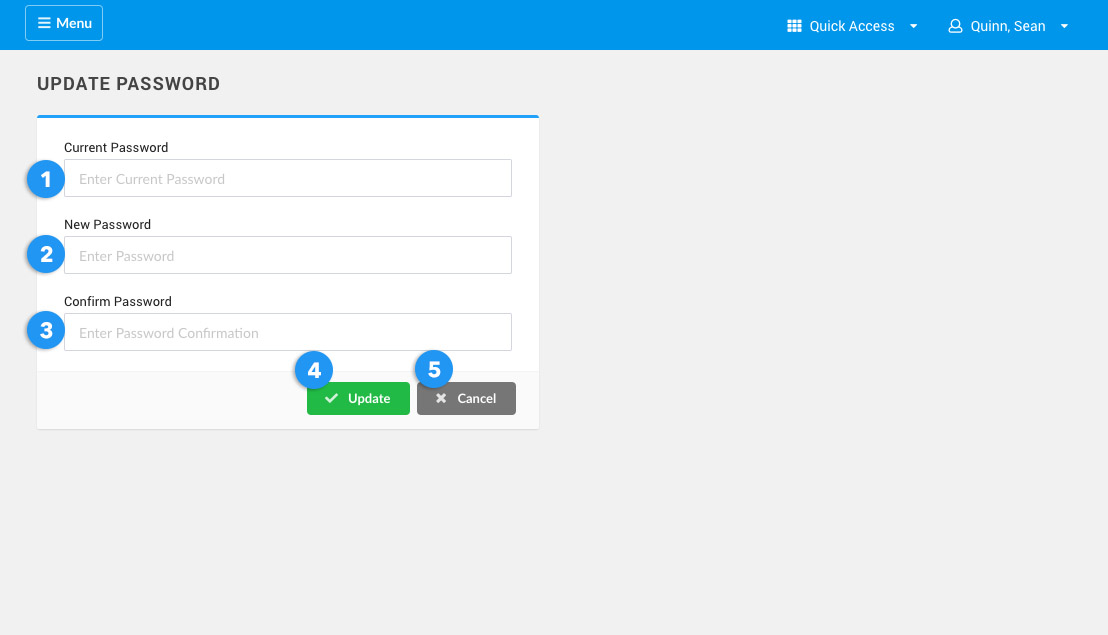 Menu
Quick Access
Quinn, Sean
UPDATE PASSWORD
Current Password
1
Enter Current Password
New Password
2
Enter Password
Confirm Password
3
Enter Password Confirmation
4
5
Update
Cancel